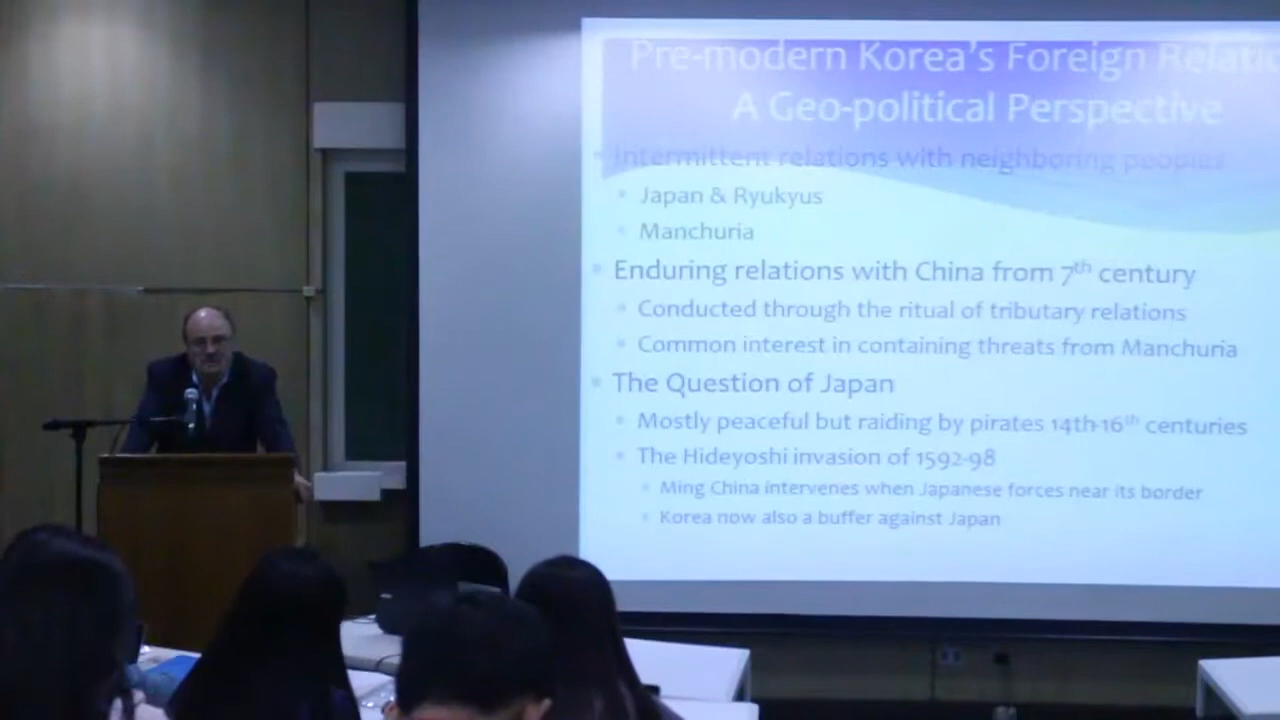 Pre-modern Korea's Foreign
A Geo-political Perspective
Intermittent relations with neighboring peoples
Japan & Ryukyus
Manchuria
Enduring relations with China from 7th century
Conducted through the ritual of tributary relations
Common interest in containing threats from Manchuria
The Question of Japan
Mostly peaceful but raiding by pirates 14th-16th centuries
The Hideyoshi invasion of 1592-98
Ming China intervenes when Japanese forces near its border
Korea now also a buffer against Japan